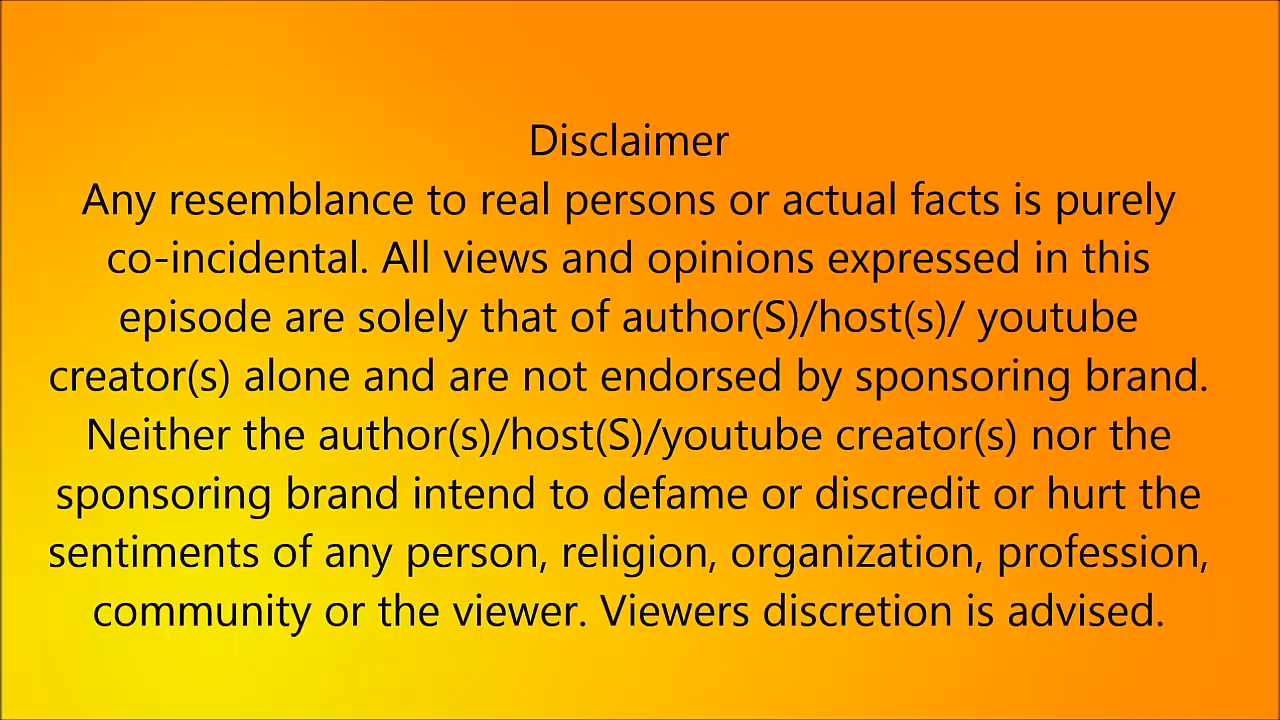 Disclaimer
Any resemblance to real persons or actual facts is purely
co-incidental. All views and opinions expressed in this
episode are solely that of author(S)/host(s)/ youtube
creator(s) alone and are not endorsed by sponsoring brand.
Neither the author(s)/host(S)/youtube creator(s) nor the
sponsoring brand intend to defame or discredit or hurt the
sentiments of any person, religion, organization, profession,
community or the viewer. Viewers discretion is advised.